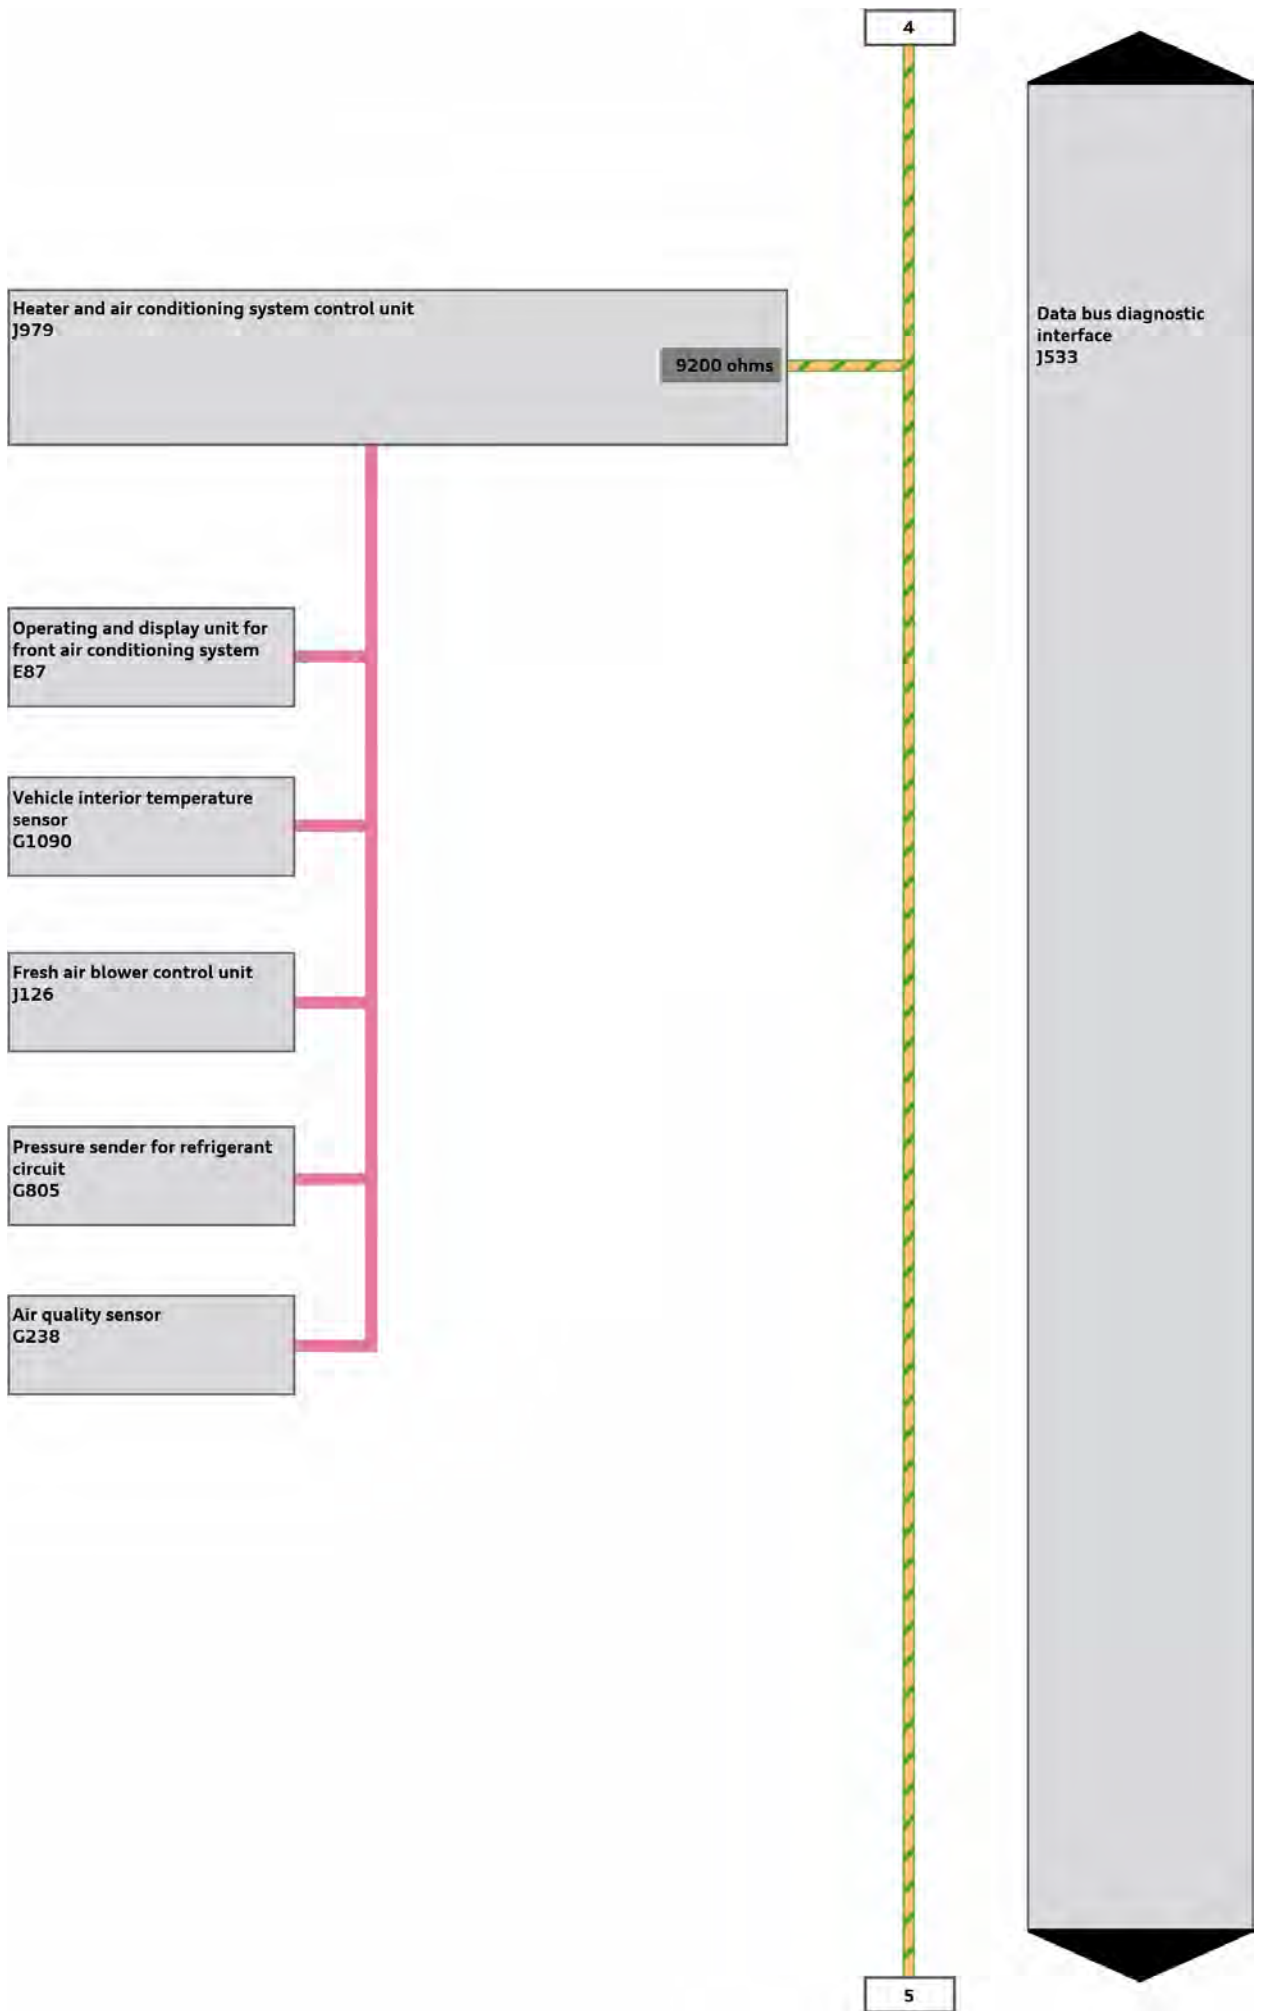 4
Heater and air conditioning system control unit
J979
9200 ohms
Data bus diagnostic
interface
J533
Operating and display unit for
front air conditioning system
E87
Vehicle interior temperature
sensor
G1090
Fresh air blower control unit
J126
Pressure sender for refrigerant
circuit
G805
Air quality sensor
G238
5